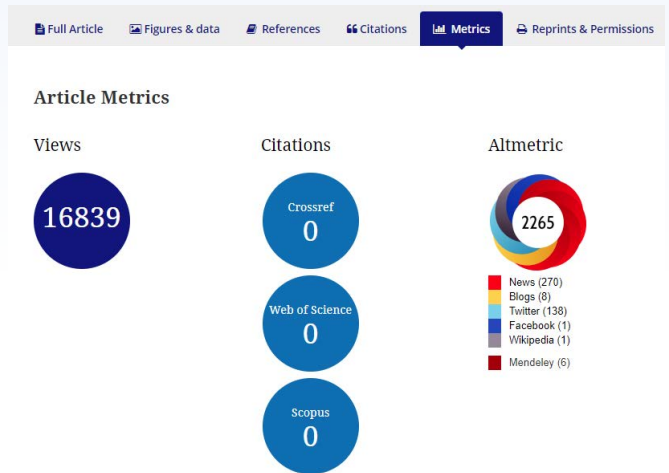 Full Article Figures & data References Citations Metrics Reprints & Permissions
Article Metrics
Views
16839
Citations
Crossref
0
Web of Science
0
Scopus
0
Altmetric
2265
News (270)
Blogs (8)
Twitter (138)
Facebook (1)
Wikipedia (1)
Mendeley (6)